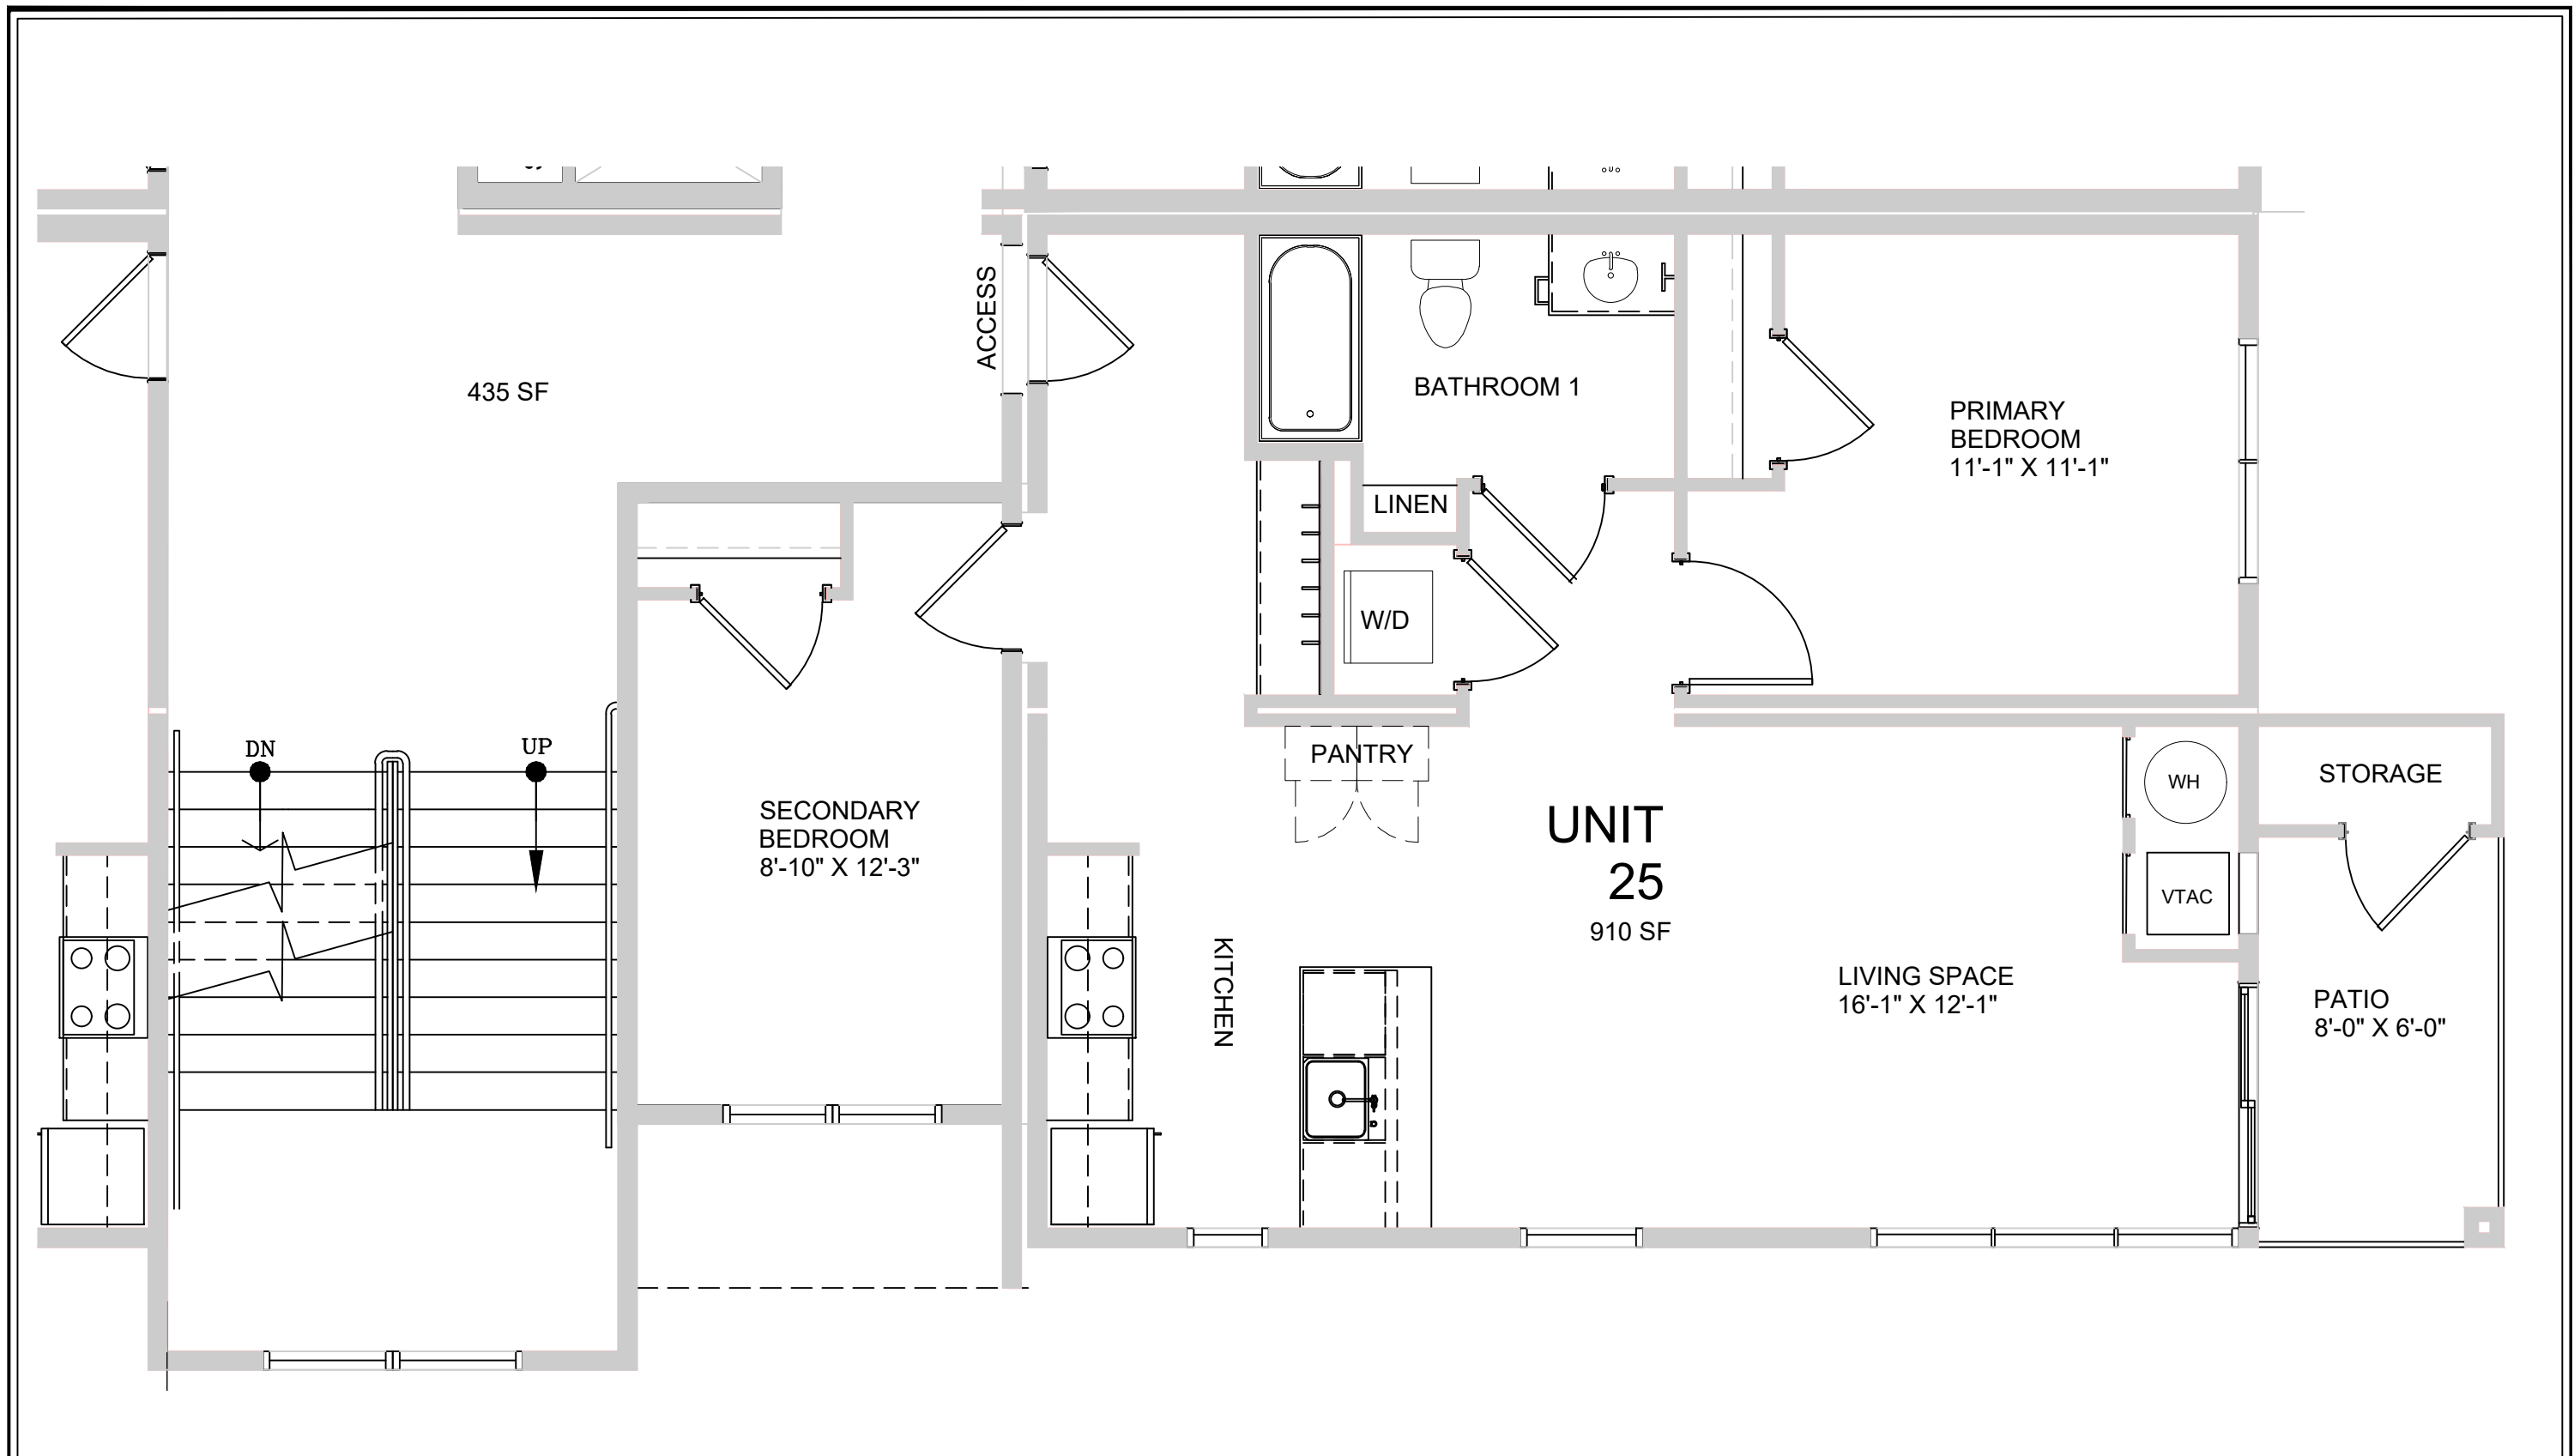 ACCESS
435 SF
BATHROOM 1
PRIMARY
BEDROOM
11'-1" X 11'-1"
LINEN
W/D
DN
UP
PANTRY
WH
STORAGE
SECONDARY
BEDROOM
8'-10" X 12'-3"
UNIT
25
910 SF
VTAC
KITCHEN
LIVING SPACE
16'-1" X 12'-1"
PATIO
8'-0" X 6'-0"